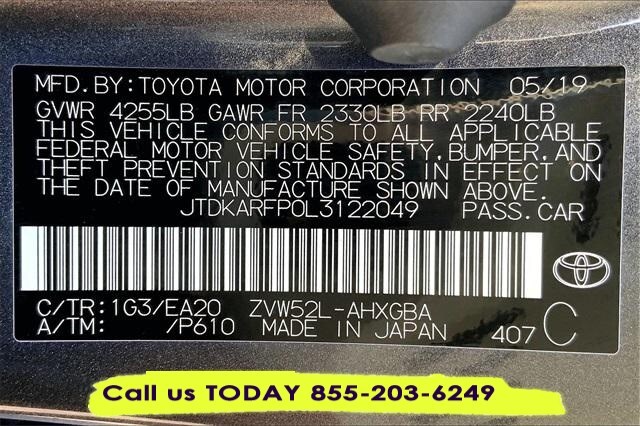 MFD.BY:TOYOTA MOTOR CORPORATION 05/19
GVWR 4255LB GAWR FR 2330LB RR 2240LB
THIS VEHICLE CONFORMS TO ALL APPLICABLE
FEDERAL MOTOR VEHICLE SAFETY,BUMPER,AND
THEFT PREVENTION STANDARDS IN EFFECT ON
THE DATE OF MANUFACTURE SHOWN ABOVE.
JTDKARFP0L3122049 PASS.CAR
C/TR:1G3/EA20 ZVW52L-AHXGBA
A/TM: /P610 MADE IN JAPAN 407 C
Call us TODAY 855-203-6249